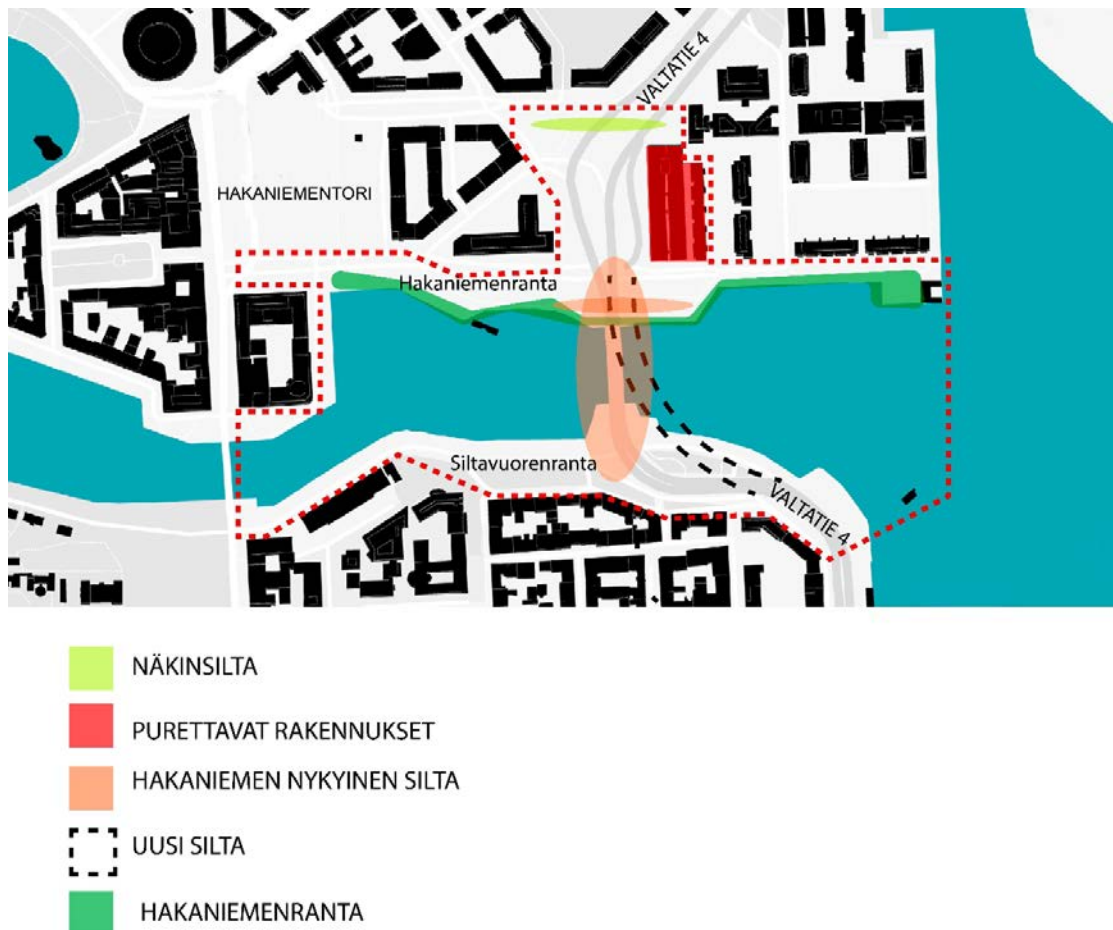 VALTATIE 4
HAKANIEMENTORI
Hakaniemenranta
Siltavuorenranta
VALTATIE 4
NÄKINSILTA
PURETTAVAT RAKENNUKSET
HAKANIEMEN NYKYINEN SILTA
UUSI SILTA
HAKANIEMENRANTA